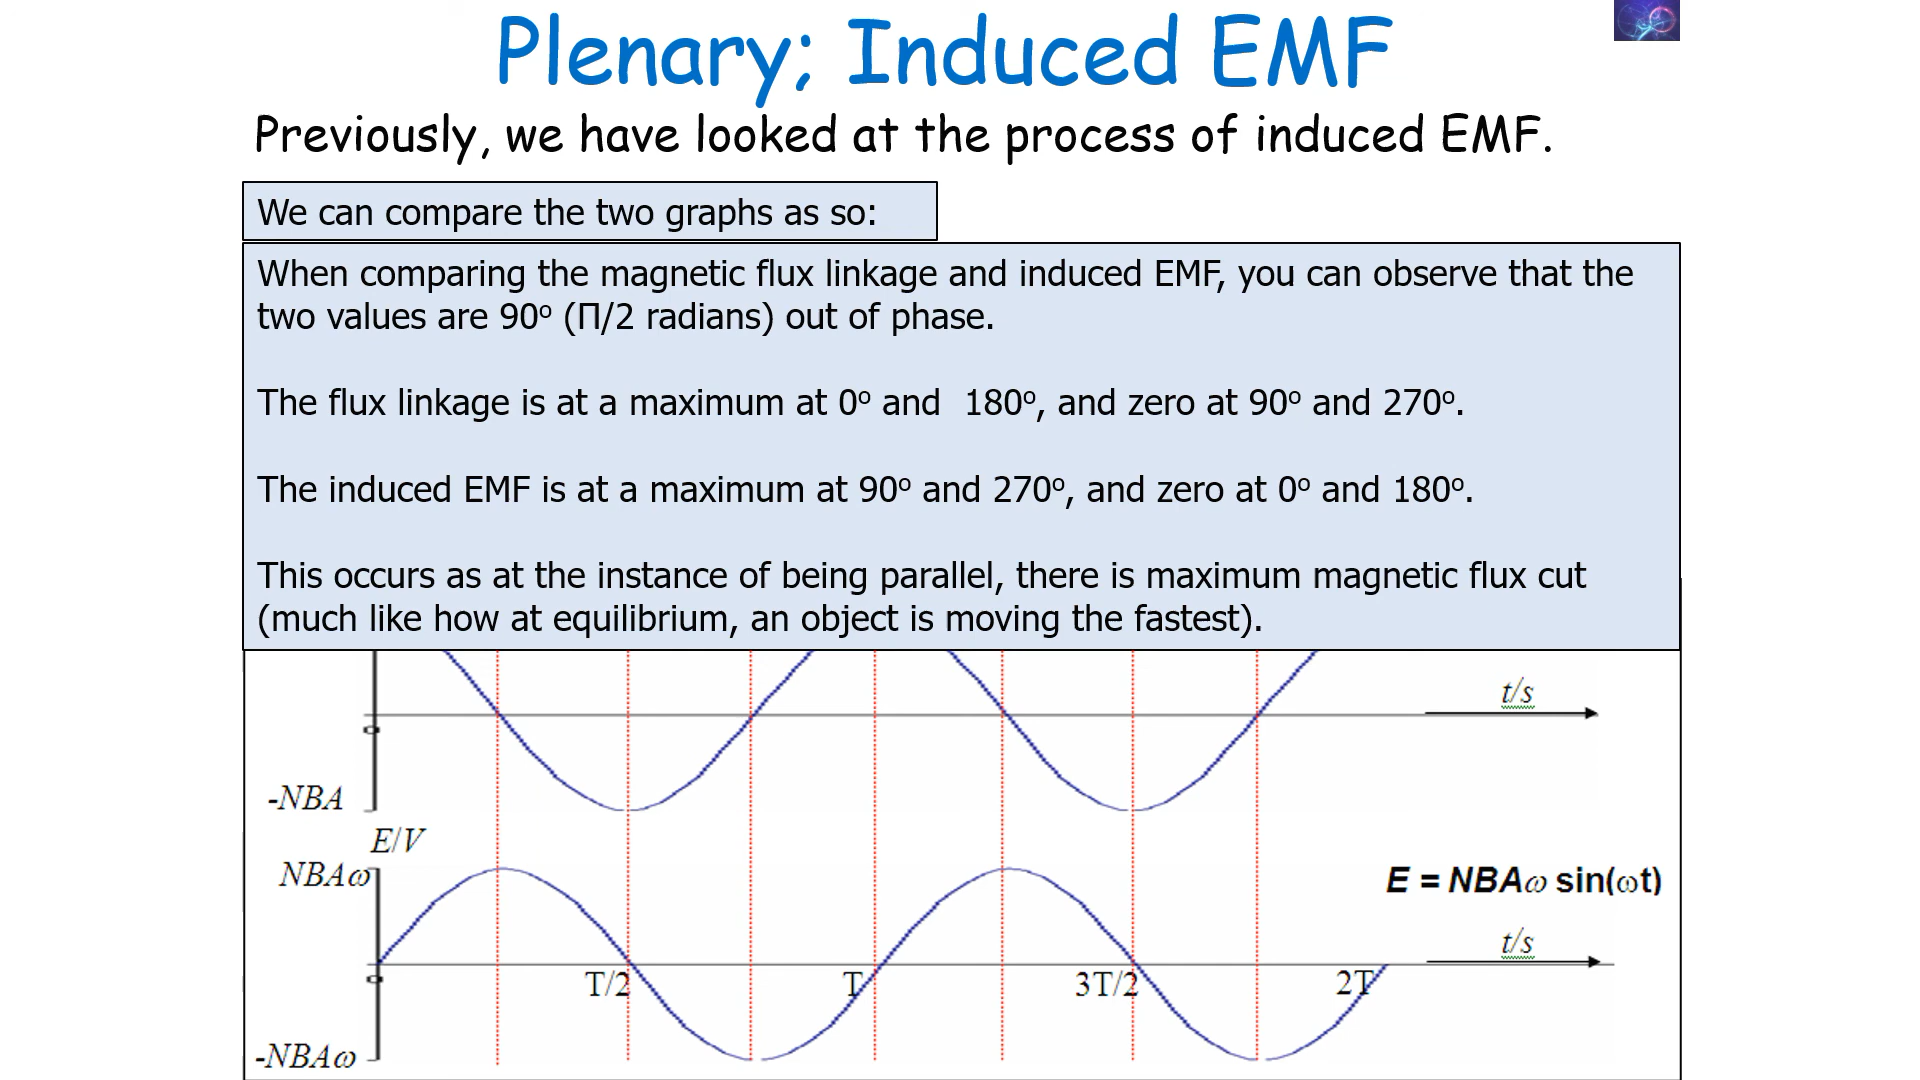 Plenary; Induced EMF
Previously, we have looked at the process of induced EMF.
We can compare the two graphs as so:
When comparing the magnetic flux linkage and induced EMF, you can observe that the
two values are 90º (Π/2 radians) out of phase.
The flux linkage is at a maximum at 0º and  180º, and zero at 90º and 270º.
The induced EMF is at a maximum at 90º and 270º, and zero at 0º and 180º.
This occurs as at the instance of being parallel, there is maximum magnetic flux cut
(much like how at equilibrium, an object is moving the fastest).
t/s
0
-NBA
E/V
NBAω
E = NBAω sin(ωt)
t/s
0
T/2
T
3T/2
2T
-NBAω